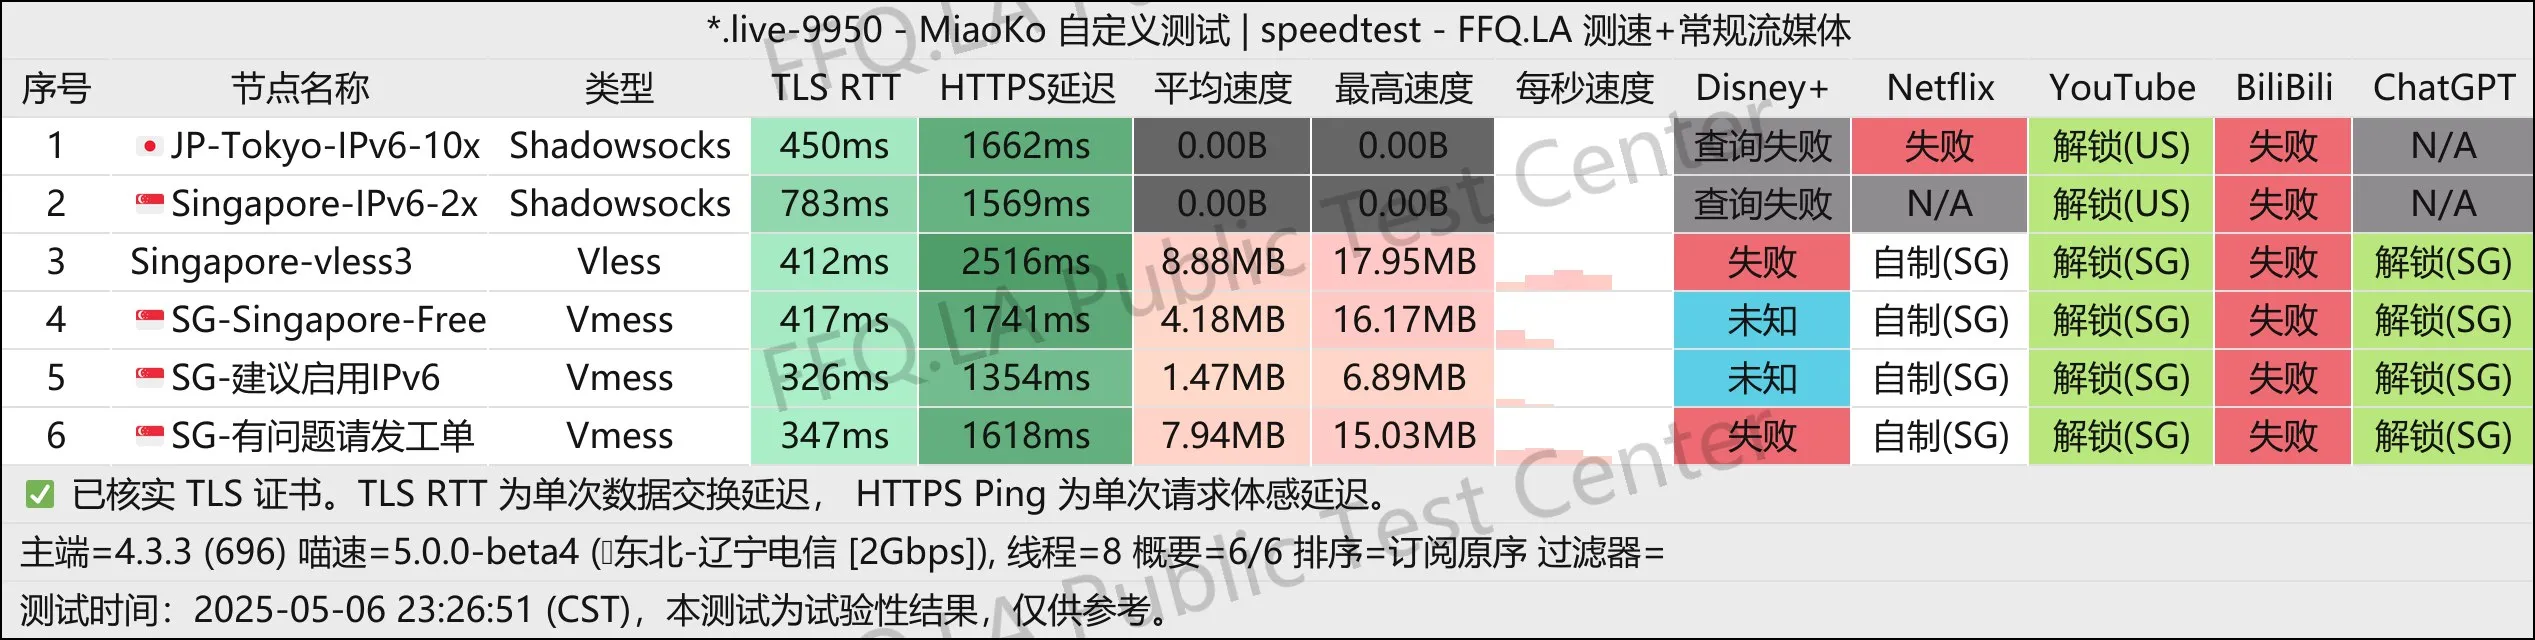 *.live-9950 - MiaoKo 自定义测试 | speedtest - FFQ.LA 测速+常规流媒体
序号 节点名称 类型 TLS RTT HTTPS延迟 平均速度 最高速度 每秒速度 Disney+ Netflix YouTube BiliBili ChatGPT
1 JP-Tokyo-IPv6-10x Shadowsocks 450ms 1662ms 0.00B 0.00B 查询失败 失败 解锁(US) 失败 N/A
2 Singapore-IPv6-2x Shadowsocks 783ms 1569ms 0.00B 0.00B 查询失败 N/A 解锁(US) 失败 N/A
3 Singapore-vless3 Vless 412ms 2516ms 8.88MB 17.95MB 失败 自制(SG) 解锁(SG) 失败 解锁(SG)
4 SG-Singapore-Free Vmess 417ms 1741ms 4.18MB 16.17MB 未知 自制(SG) 解锁(SG) 失败 解锁(SG)
5 SG-建议启用IPv6 Vmess 326ms 1354ms 1.47MB 6.89MB 未知 自制(SG) 解锁(SG) 失败 解锁(SG)
6 SG-有问题请发工单 Vmess 347ms 1618ms 7.94MB 15.03MB 失败 自制(SG) 解锁(SG) 失败 解锁(SG)
✅ 已核实 TLS 证书。TLS RTT 为单次数据交换延迟， HTTPS Ping 为单次请求体感延迟。
主端=4.3.3 (696) 喵速=5.0.0-beta4 (东北-辽宁电信 [2Gbps]), 线程=8 概要=6/6 排序=订阅原序 过滤器=
测试时间：2025-05-06 23:26:51 (CST)，本测试为试验性结果，仅供参考。
FFQ.LA Public Test Center
FFQ.LA Public Test Center
FFQ.LA Public Test Center